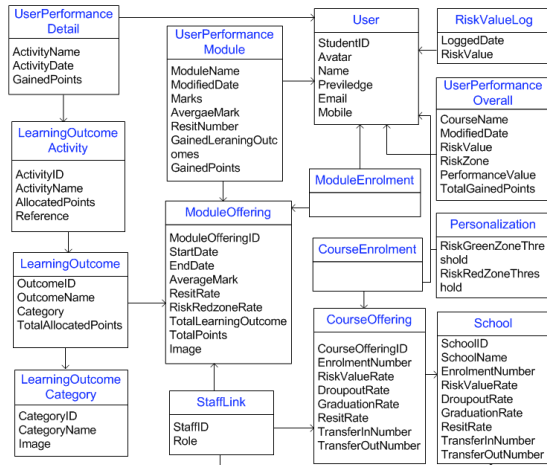 UserPerformance
Detail
ActivityName
ActivityDate
GainedPoints
UserPerformance
Module
ModuleName
ModifiedDate
Marks
AvergaeMark
ResitNumber
GainedLeraningOutc
omes
GainedPoints
User
StudentID
Avatar
Name
Previledge
Email
Mobile
RiskValueLog
LoggedDate
RiskValue
UserPerformance
Overall
CourseName
ModifiedDate
RiskValue
RiskZone
PerformanceValue
TotalGainedPoints
LearningOutcome
Activity
ActivityID
ActivityName
AllocatedPoints
Reference
ModuleEnrolment
ModuleOffering
ModuleOfferingID
StartDate
EndDate
AverageMark
ResitRate
RiskRedzoneRate
TotalLearningOutcome
TotalPoints
Image
Personalization
RiskGreenZoneThre
shold
RiskRedZoneThres
hold
CourseEnrolment
LearningOutcome
OutcomeID
OutcomeName
Category
TotalAllocatedPoints
CourseOffering
CourseOfferingID
EnrolmentNumber
RiskValueRate
DroupoutRate
GraduationRate
ResitRate
TransferInNumber
TransferOutNumber
School
SchoolID
SchoolName
EnrolmentNumber
RiskValueRate
DroupoutRate
GraduationRate
ResitRate
TransferInNumber
TransferOutNumber
LearningOutcome
Category
CategoryID
CategoryName
Image
StaffLink
StaffID
Role